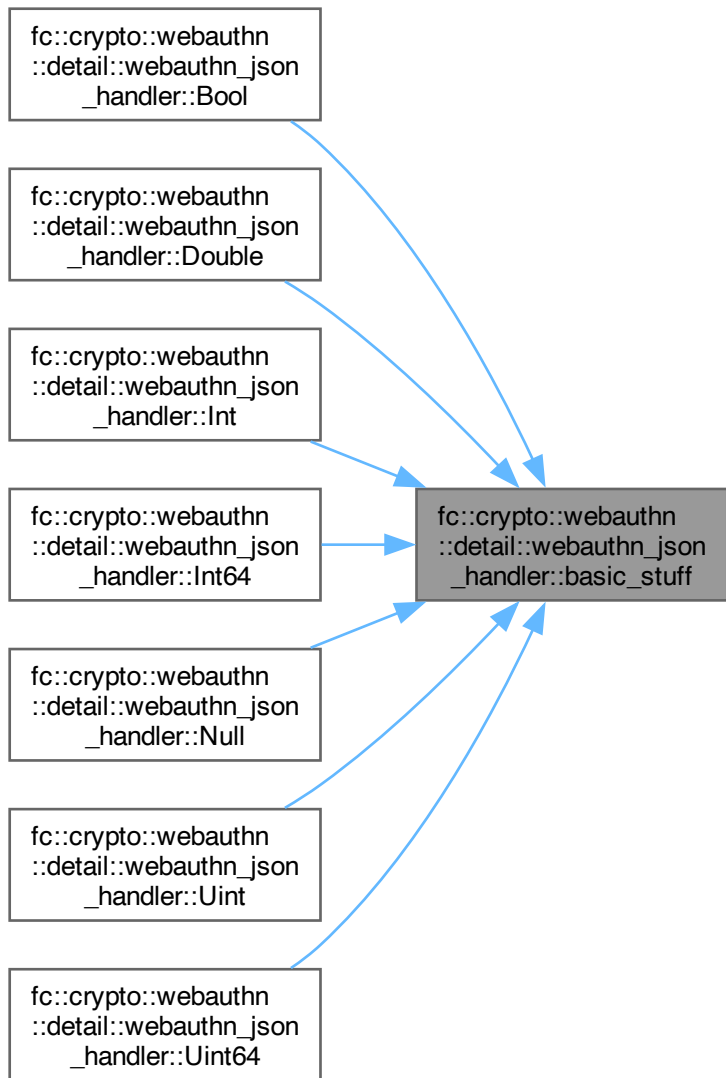 fc::crypto::webauthn
::detail::webauthn_json
_handler::Bool
fc::crypto::webauthn
::detail::webauthn_json
_handler::Double
fc::crypto::webauthn
::detail::webauthn_json
_handler::Int
fc::crypto::webauthn
::detail::webauthn_json
_handler::Int64
fc::crypto::webauthn
::detail::webauthn_json
_handler::basic_stuff
fc::crypto::webauthn
::detail::webauthn_json
_handler::Null
fc::crypto::webauthn
::detail::webauthn_json
_handler::Uint
fc::crypto::webauthn
::detail::webauthn_json
_handler::Uint64